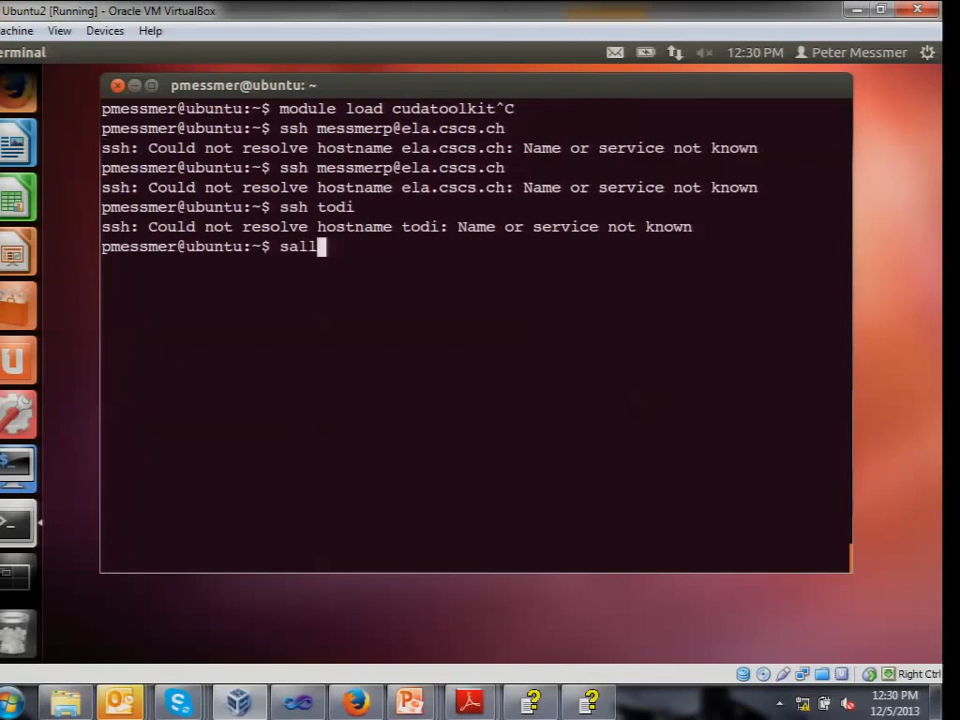 Ubuntu2 [Running] - Oracle VM VirtualBox
achine View Devices Help
erminal
12:30 PM Peter Messmer
pmessmer@ubuntu: ~
pmessmer@ubuntu:~$ module load cudatoolkit^C
pmessmer@ubuntu:~$ ssh messmerp@ela.cscs.ch
ssh: Could not resolve hostname ela.cscs.ch: Name or service not known
pmessmer@ubuntu:~$ ssh messmerp@ela.cscs.ch
ssh: Could not resolve hostname ela.cscs.ch: Name or service not known
pmessmer@ubuntu:~$ ssh todi
ssh: Could not resolve hostname todi: Name or service not known
pmessmer@ubuntu:~$ sall
Right Ctrl
12:30 PM
12/5/2013